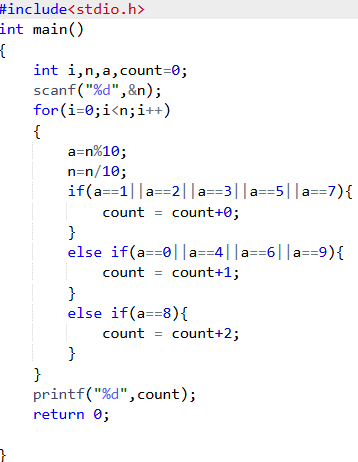 #include<stdio.h>
int main()
{
    int i,n,a,count=0;
    scanf("%d",&n);
    for(i=0;i<n;i++)
    {
        a=n%10;
        n=n/10;
        if(a==1||a==2||a==3||a==5||a==7){
            count = count+0;
        }
        else if(a==0||a==4||a==6||a==9){
            count = count+1;
        }
        else if(a==8){
            count = count+2;
        }
    }
    printf("%d",count);
    return 0;
}